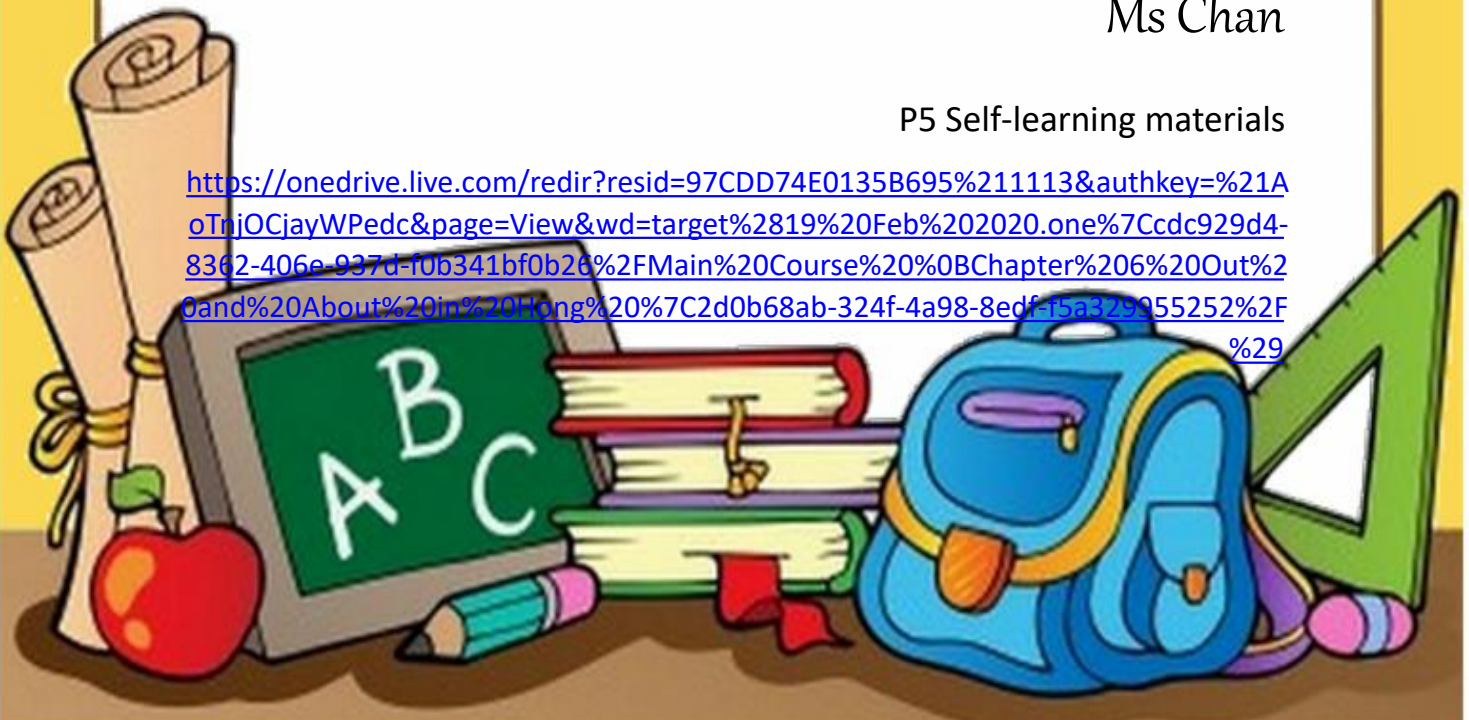 Ms Chan
P5 Self-learning materials
https://onedrive.live.com/redir?resid=97CDD74E0135B695%211113&authkey=%21A
oTnjOCjayWPedc&page=View&wd=target%2819%20Feb%202020.one%7Ccdc929d4-
8362-406e-937d-f0b341bf0b26%2FMain%20Course%20%0BChapter%206%20Out%2
0and%20About%20in%20Hong%20%7C2d0b68ab-324f-4a98-8edf-f5a329955252%2F
%29
B
A
C